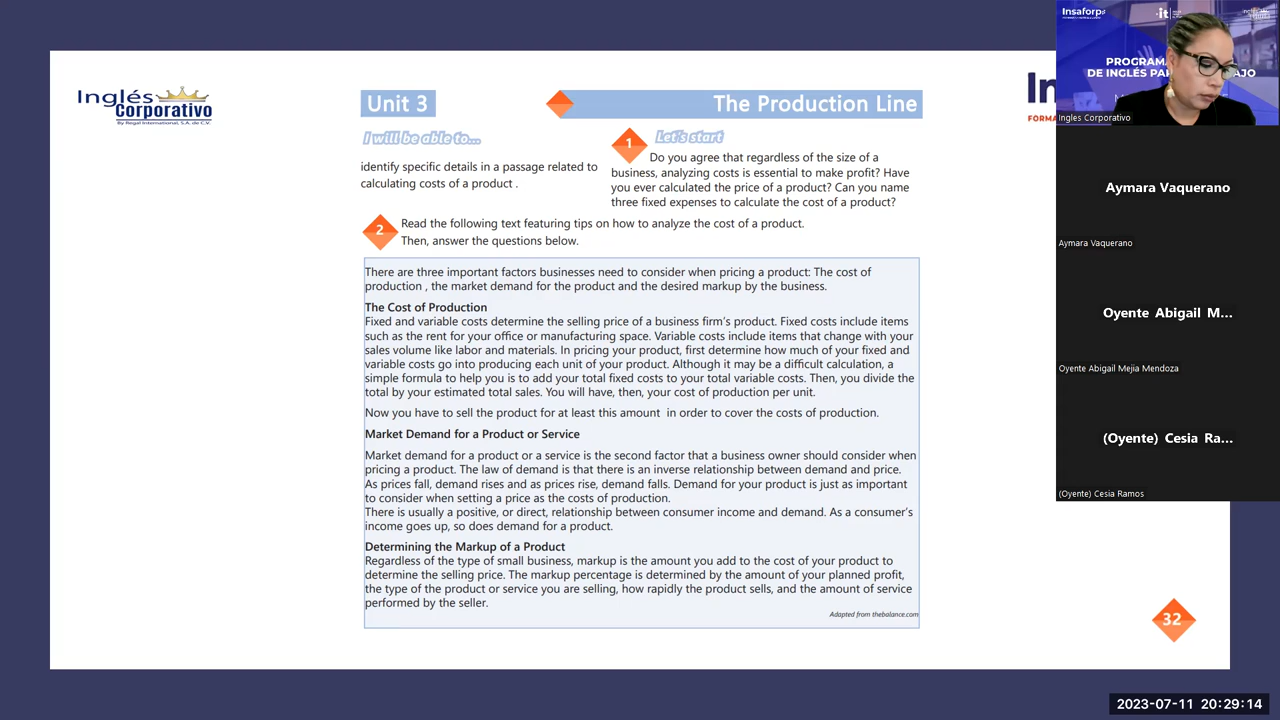 Inglés
Corporativo
By Regal International, S.A. de C.V.
Unit 3
The Production Line
I will be able to...
identify specific details in a passage related to
calculating costs of a product .
1
Let's start
Do you agree that regardless of the size of a
business, analyzing costs is essential to make profit? Have
you ever calculated the price of a product? Can you name
three fixed expenses to calculate the cost of a product?
2
Read the following text featuring tips on how to analyze the cost of a product.
Then, answer the questions below.
There are three important factors businesses need to consider when pricing a product: The cost of
production , the market demand for the product and the desired markup by the business.
The Cost of Production
Fixed and variable costs determine the selling price of a business firm's product. Fixed costs include items
such as the rent for your office or manufacturing space. Variable costs include items that change with your
sales volume like labor and materials. In pricing your product, first determine how much of your fixed and
variable costs go into producing each unit of your product. Although it may be a difficult calculation, a
simple formula to help you is to add your total fixed costs to your total variable costs. Then, you divide the
total by your estimated total sales. You will have, then, your cost of production per unit.
Now you have to sell the product for at least this amount in order to cover the costs of production.
Market Demand for a Product or Service
Market demand for a product or a service is the second factor that a business owner should consider when
pricing a product. The law of demand is that there is an inverse relationship between demand and price.
As prices fall, demand rises and as prices rise, demand falls. Demand for your product is just as important
to consider when setting a price as the costs of production.
There is usually a positive, or direct, relationship between consumer income and demand. As a consumer's
income goes up, so does demand for a product.
Determining the Markup of a Product
Regardless of the type of small business, markup is the amount you add to the cost of your product to
determine the selling price. The markup percentage is determined by the amount of your planned profit,
the type of the product or service you are selling, how rapidly the product sells, and the amount of service
performed by the seller.
Adapted from thebalance.com
32
In
FORMA
Insaforp
it
PROGRAMA
DE INGLÉS PA
AJO
Ingles Corporativo
Aymara Vaquerano
Aymara Vaquerano
Oyente Abigail M...
Oyente Abigail Mejia Mendoza
(Oyente) Cesia Ra...
(Oyente) Cesia Ramos
2023-07-11 20:29:14